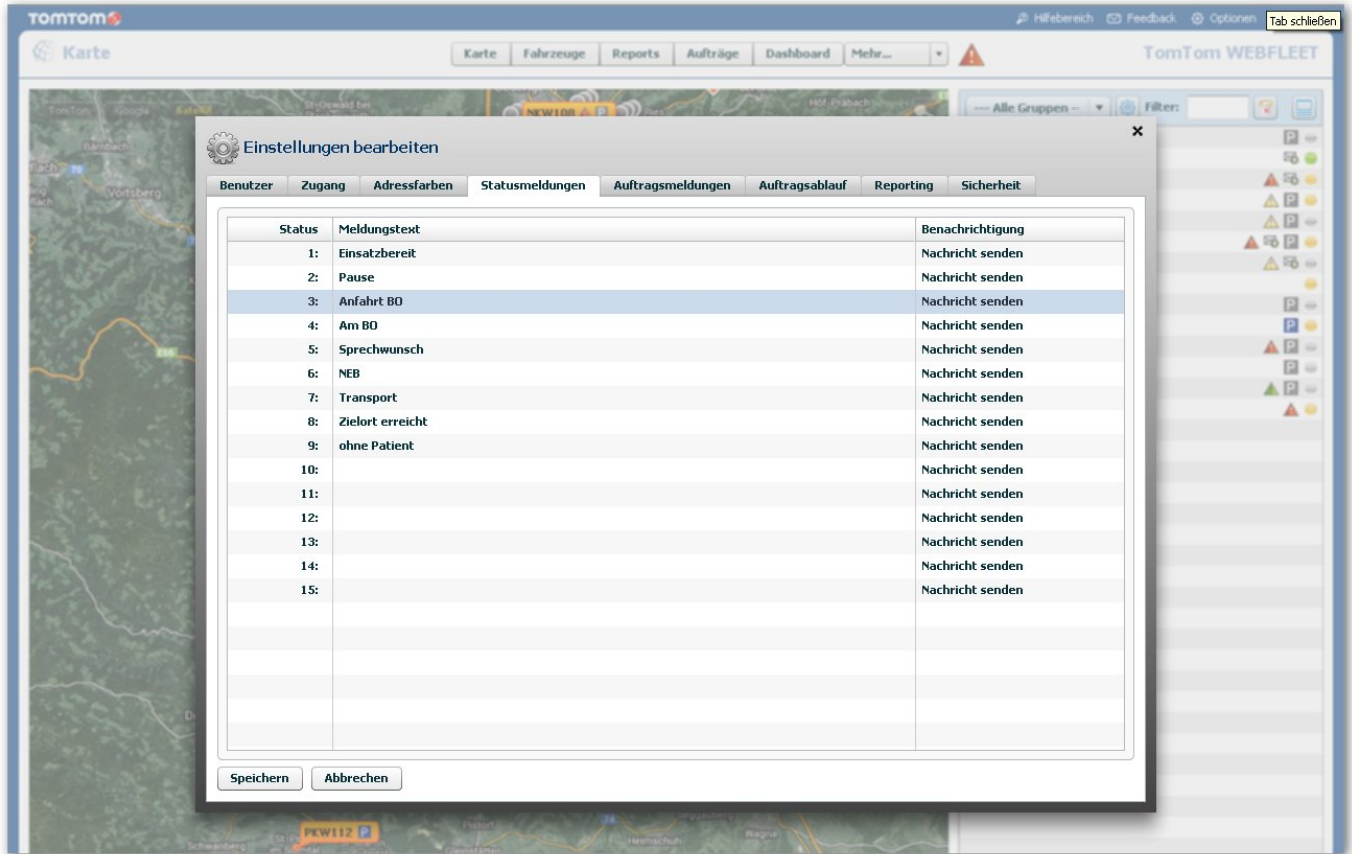 TOMTOM
Hilfebereich Feedback Optionen Tab schließen
Karte Karte Fahrzeuge Reports Aufträge Dashboard Mehr... TomTom WEBFLEET
--- Alle Gruppen -- Filter:
NKW108
Einstellungen bearbeiten
Benutzer Zugang Adressfarben Statusmeldungen Auftragsmeldungen Auftragsablauf Reporting Sicherheit
Status Meldungstext Benachrichtigung
1: Einsatzbereit Nachricht senden
2: Pause Nachricht senden
3: Anfahrt BO Nachricht senden
4: Am BO Nachricht senden
5: Sprechwunsch Nachricht senden
6: NEB Nachricht senden
7: Transport Nachricht senden
8: Zielort erreicht Nachricht senden
9: ohne Patient Nachricht senden
10: Nachricht senden
11: Nachricht senden
12: Nachricht senden
13: Nachricht senden
14: Nachricht senden
15: Nachricht senden
Speichern Abbrechen
PKW112 P